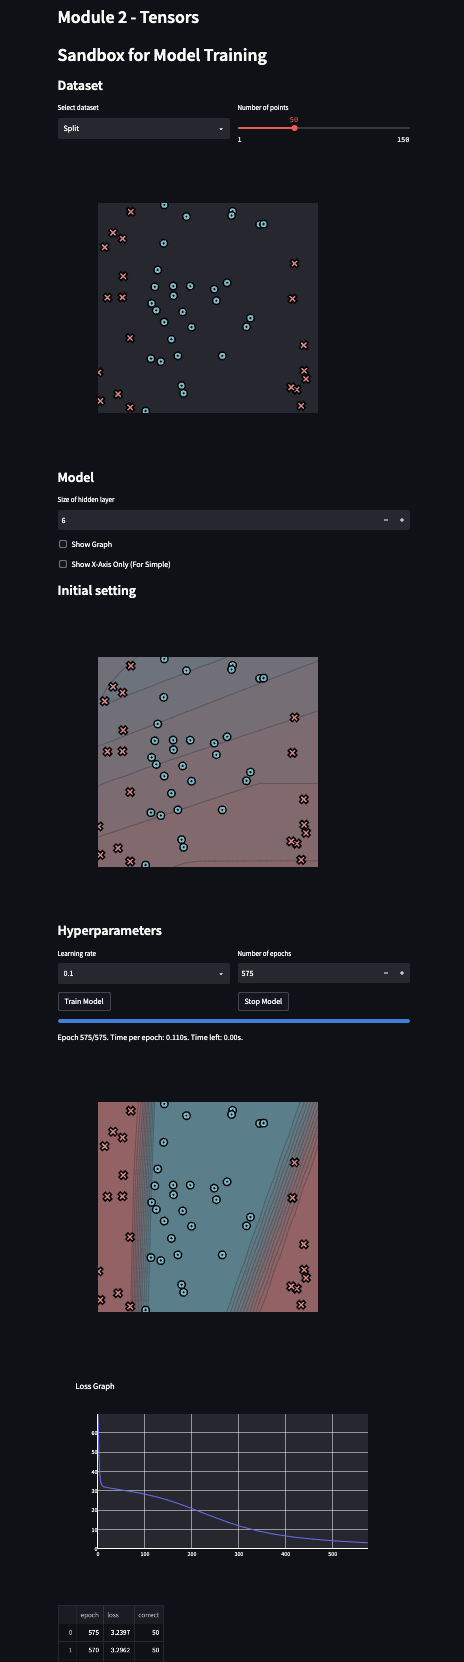 Module 2 - Tensors
Sandbox for Model Training
Dataset
Select dataset
Number of points
Split
50
1
150
Model
Size of hidden layer
6
Show Graph
Show X-Axis Only (For Simple)
Initial setting
Hyperparameters
Learning rate
Number of epochs
0.1
575
Train Model
Stop Model
Epoch 575/575. Time per epoch: 0.110s. Time left: 0.00s.
Loss Graph
60
50
40
30
20
10
0
0 100 200 300 400 500
epoch loss correct
0 575 3.2397 50
1 570 3.2962 50